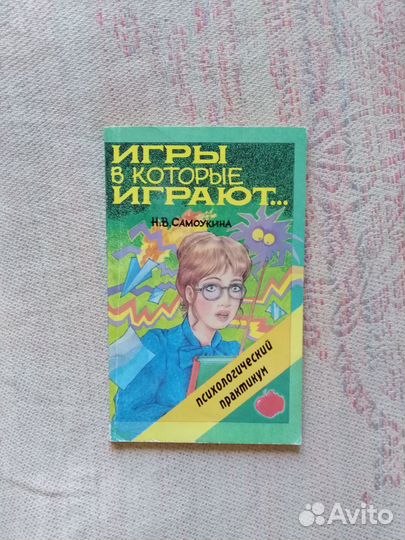 ИГРЫ
В КОТОРЫЕ
ИГРАЮТ...
Н.В. САМОУКИНА
ПСИХОЛОГИЧЕСКИЙ
ПРАКТИКУМ
Avito